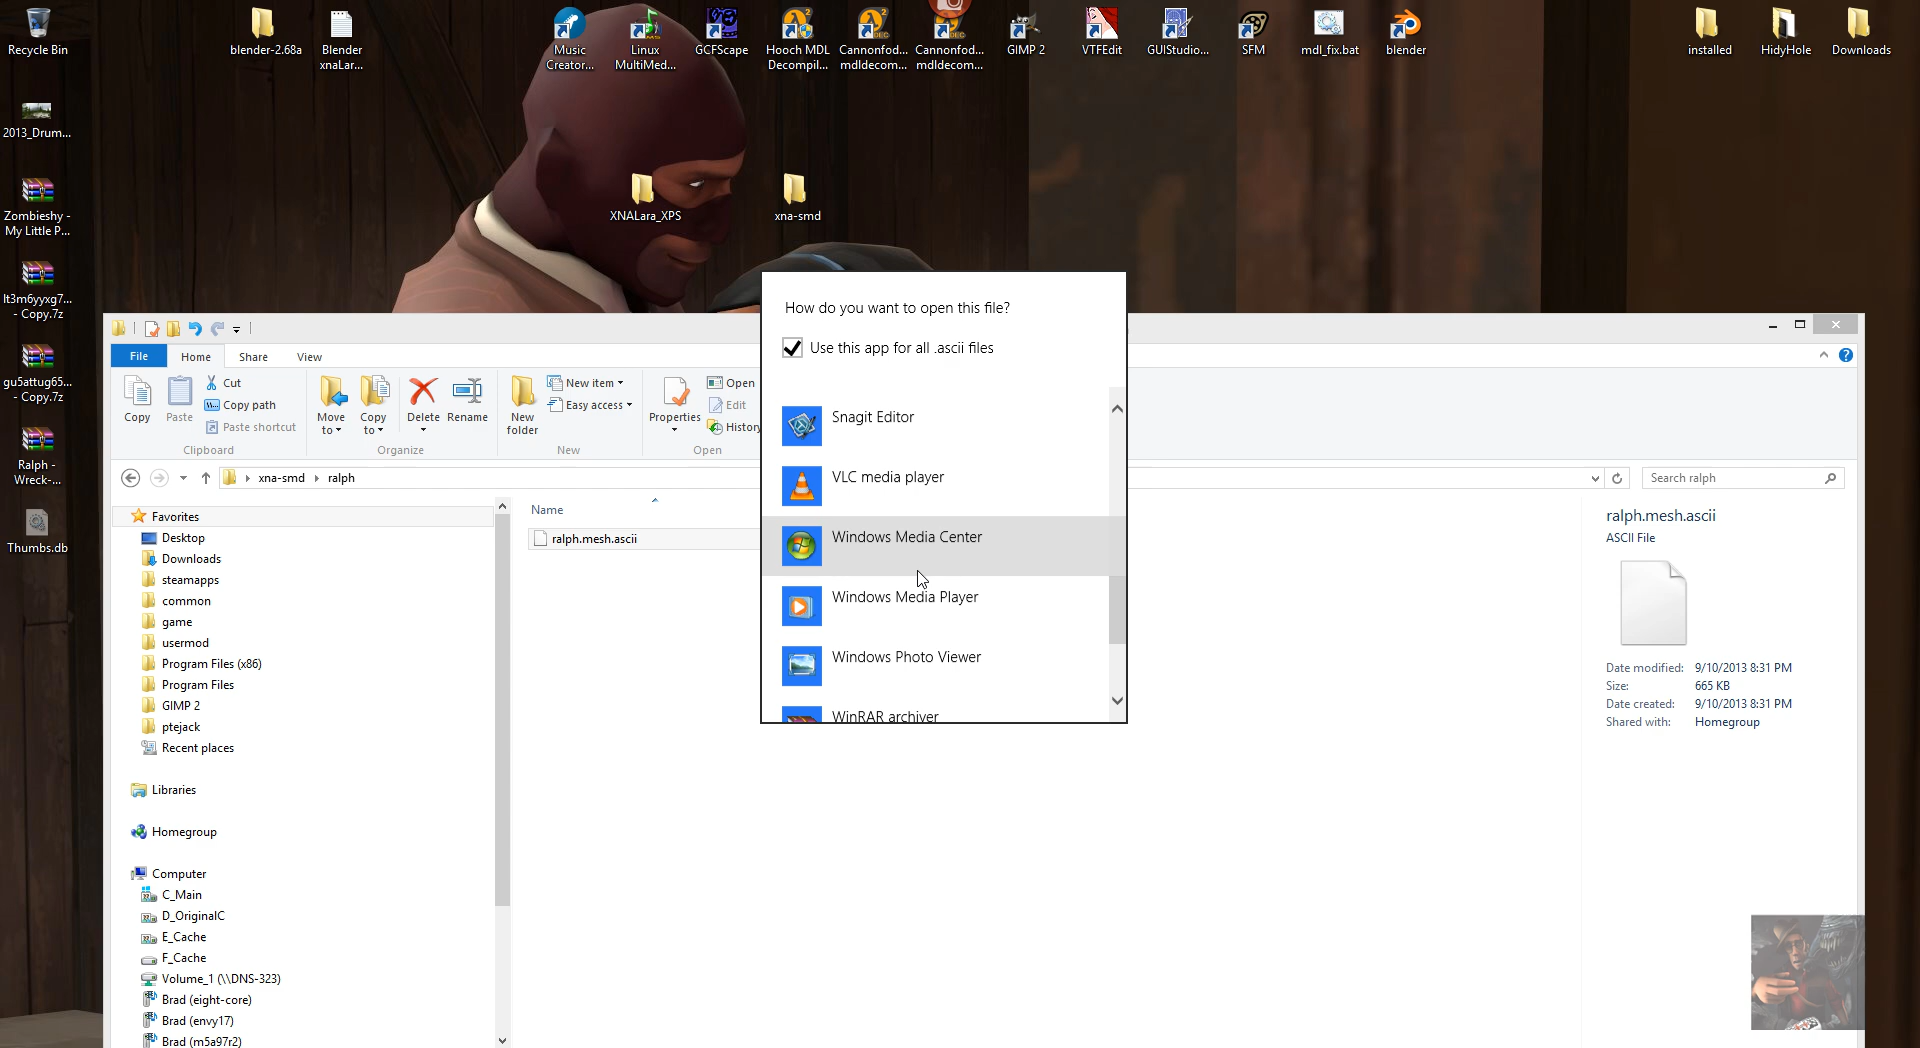 Recycle Bin
blender-2.68a
Blender
xnaLar...
Music
Creator...
Linux
MultiMed...
GCFScape
Hooch MDL
Decompil...
Cannonfod...
mdldecom...
Cannonfod...
mdldecom...
GIMP 2
VTFEdit
GUIStudio...
SFM
mdl_fix.bat
blender
installed
HidyHole
Downloads
2013_Drum...
Zombieshy -
My Little P...
lt3m6yyxg7...
- Copy.7z
gu5attug65...
- Copy.7z
Ralph -
Wreck-...
Thumbs.db
XNALara_XPS
xna-smd
File
Home
Share
View
Copy
Paste
Cut
Copy path
Paste shortcut
Clipboard
Move
to
Copy
to
Delete
Rename
Organize
New
folder
New item
Easy access
New
Properties
Open
Edit
History
Open
xna-smd
ralph
Search ralph
Favorites
Desktop
Downloads
steamapps
common
game
usermod
Program Files (x86)
Program Files
GIMP 2
ptejack
Recent places
Libraries
Homegroup
Computer
C_Main
D_OriginalC
E_Cache
F_Cache
Volume_1 (\\DNS-323)
Brad (eight-core)
Brad (envy17)
Brad (m5a97r2)
Name
ralph.mesh.ascii
How do you want to open this file?
Use this app for all .ascii files
Snagit Editor
VLC media player
Windows Media Center
Windows Media Player
Windows Photo Viewer
WinRAR archiver
ralph.mesh.ascii
ASCII File
Date modified: 9/10/2013 8:31 PM
Size: 665 KB
Date created: 9/10/2013 8:31 PM
Shared with: Homegroup